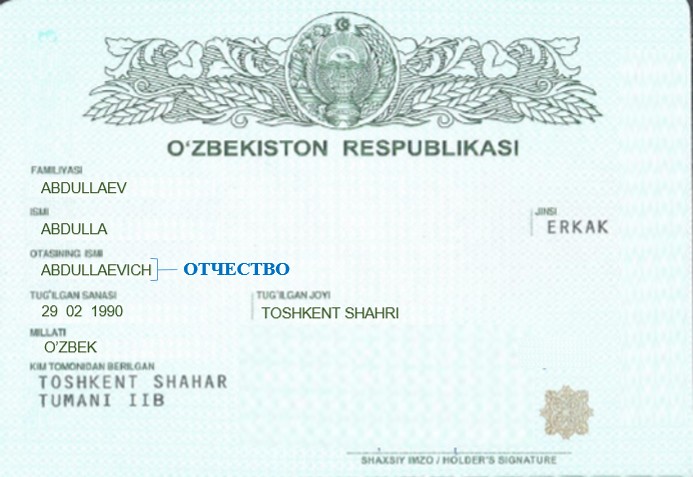 O‘ZBEKISTON RESPUBLIKASI
FAMILIYASI
ABDULLAEV
ISMI
ABDULLA
JINSI
ERKAK
OTASINING ISMI
ABDULLAEVICH ОТЧЕСТВО
TUG‘ILGAN SANASI TUG‘ILGAN JOYI
29 02 1990 TOSHKENT SHAHRI
MILLATI
O’ZBEK
KIM TOMONIDAN BERILGAN
TOSHKENT SHAHAR
TUMANI IIB
SHAXSIY IMZO / HOLDER'S SIGNATURE